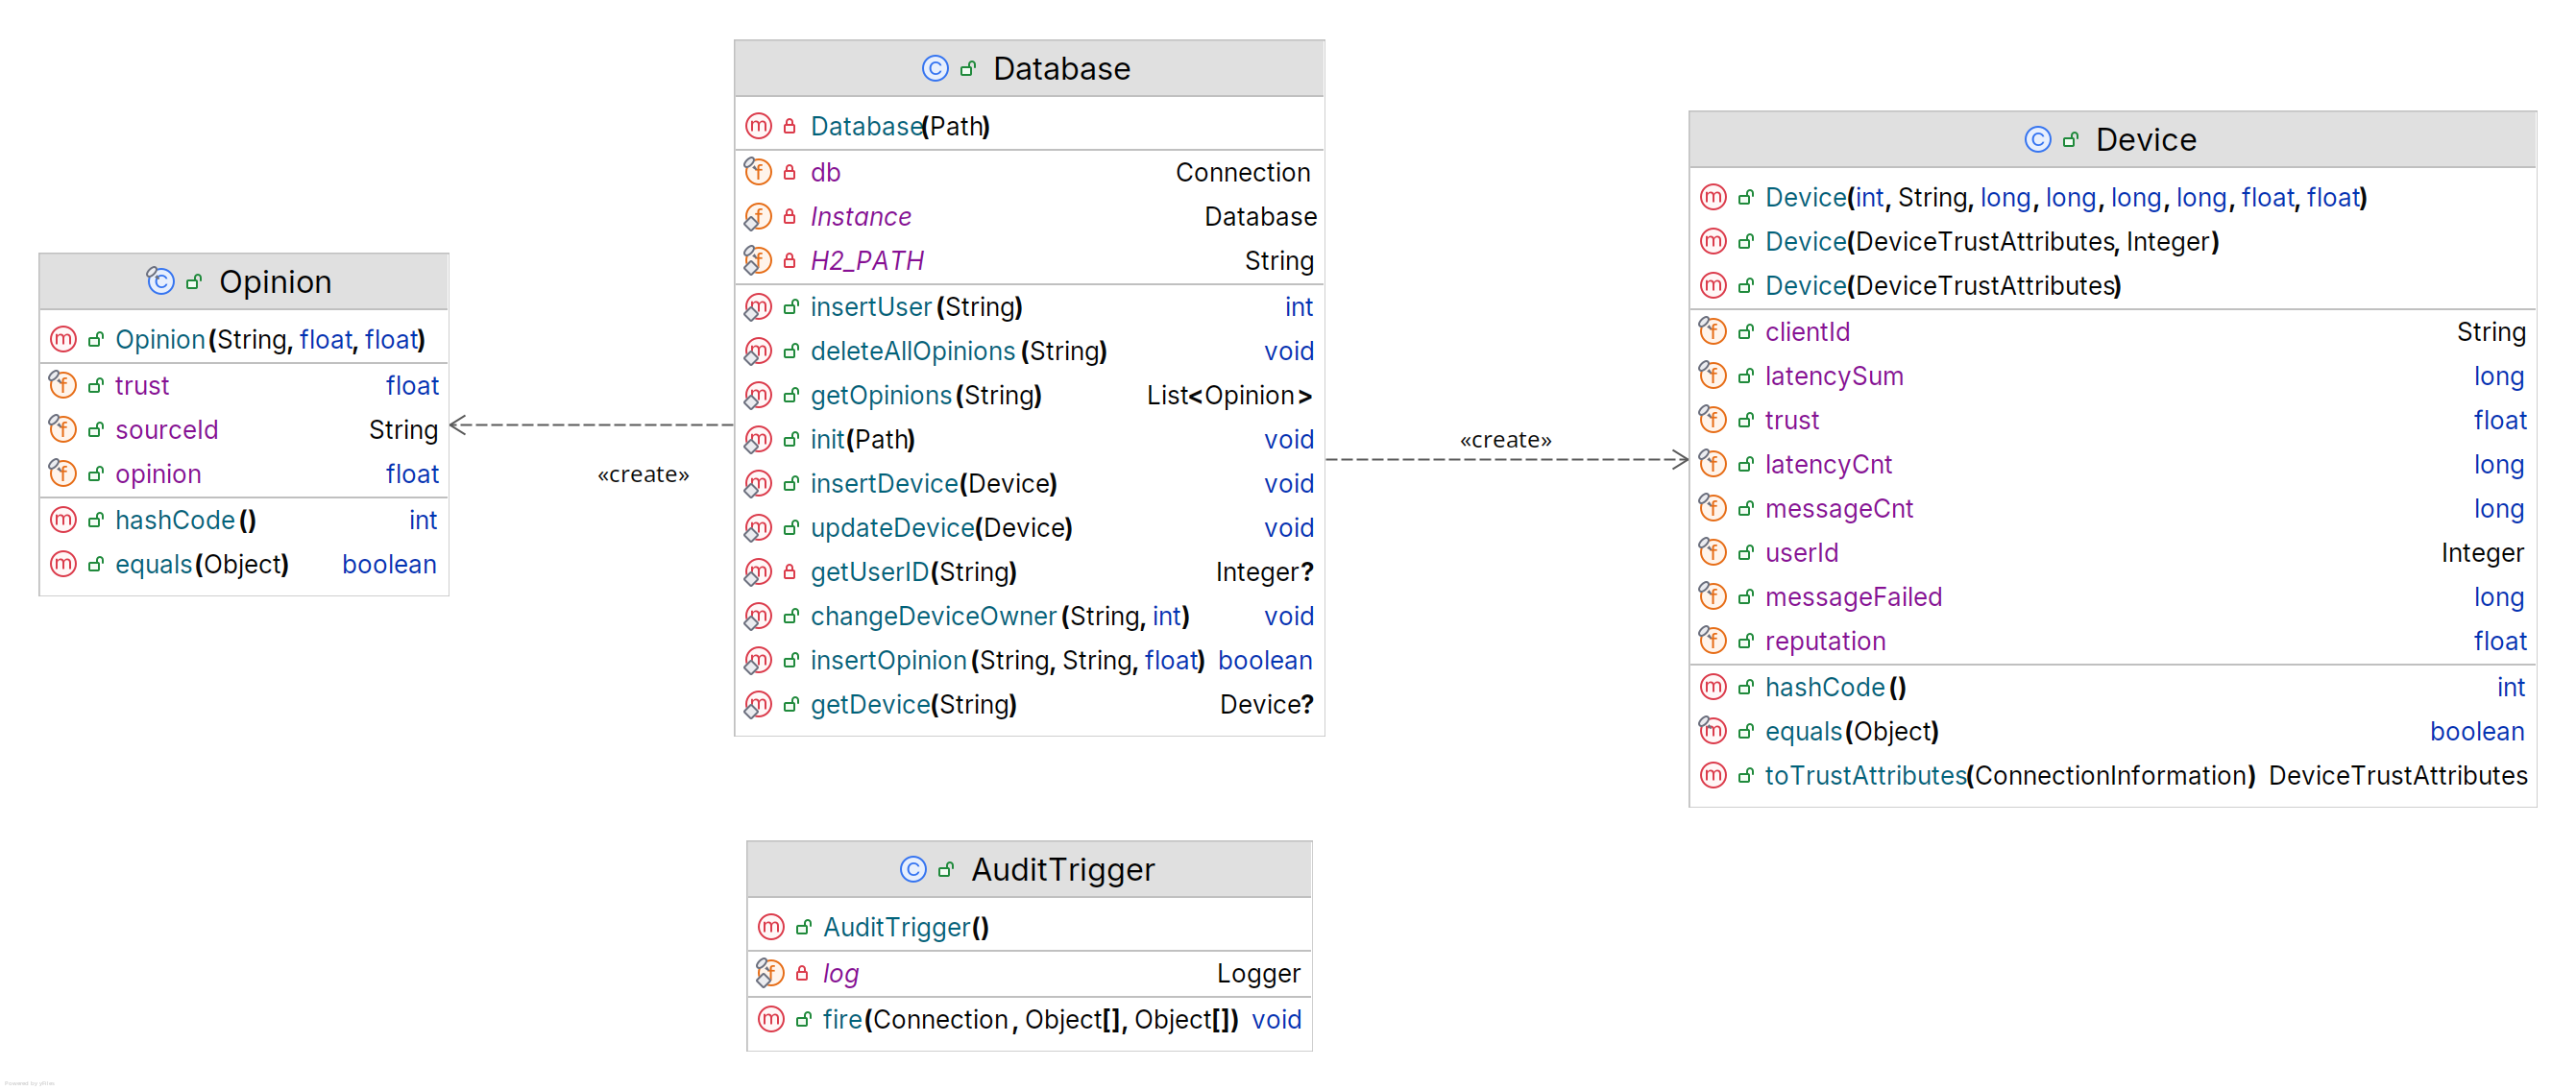 Database
Database(Path)
db Connection
Instance Database
H2_PATH String
insertUser(String) int
deleteAllOpinions(String) void
getOpinions(String) List<Opinion>
init(Path) void
insertDevice(Device) void
updateDevice(Device) void
getUserID(String) Integer?
changeDeviceOwner(String, int) void
insertOpinion(String, String, float) boolean
getDevice(String) Device?
Opinion
Opinion(String, float, float)
trust float
sourceId String
opinion float
hashCode() int
equals(Object) boolean
«create»
«create»
Device
Device(int, String, long, long, long, long, float, float)
Device(DeviceTrustAttributes, Integer)
Device(DeviceTrustAttributes)
clientId String
latencySum long
trust float
latencyCnt long
messageCnt long
userId Integer
messageFailed long
reputation float
hashCode() int
equals(Object) boolean
toTrustAttributes(ConnectionInformation) DeviceTrustAttributes
AuditTrigger
AuditTrigger()
log Logger
fire(Connection, Object[], Object[]) void
Powered by yFiles